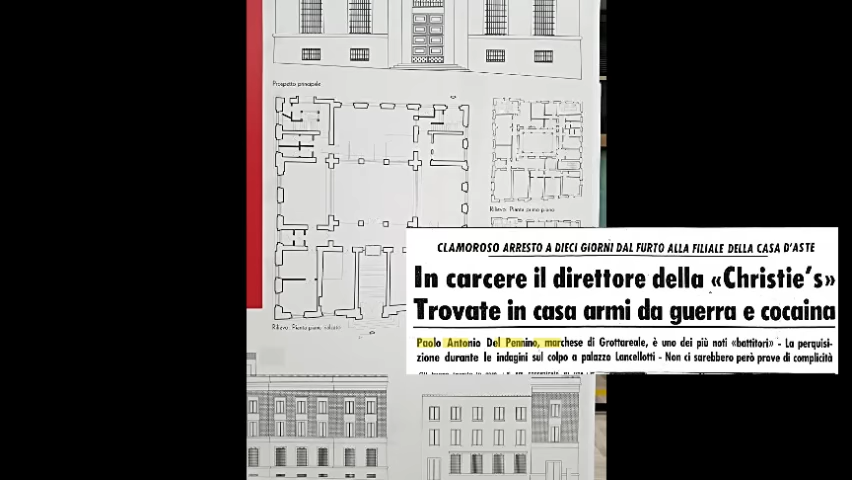 Prospetto principale
Rilievo: Pianta primo piano
CLAMOROSO ARRESTO A DIECI GIORNI DAL FURTO ALLA FILIALE DELLA CASA D'ASTE
In carcere il direttore della «Christie's»
Trovate in casa armi da guerra e cocaina
Paolo Antonio Del Pennino, marchese di Grottareale, è uno dei più noti «battitori» - La perquisi-
zione durante le indagini sul colpo a palazzo Lancellotti - Non ci sarebbero però prove di complicità
Rilievo: Pianta piano rialzato